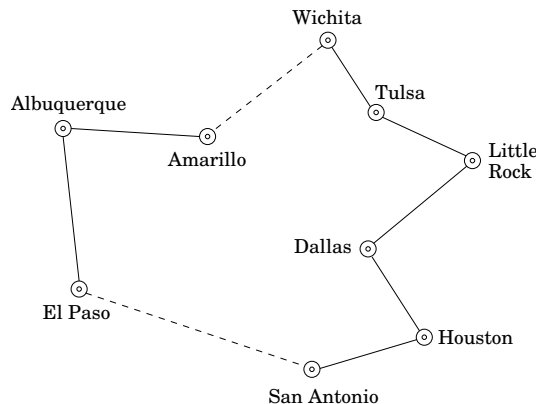 Wichita
Albuquerque
Tulsa
Amarillo
Little
Rock
Dallas
El Paso
Houston
San Antonio